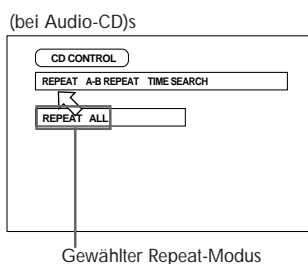 (bei Audio-CD)s
CD CONTROL
REPEAT A-B REPEAT TIME SEARCH
REPEAT ALL
Gewählter Repeat-Modus